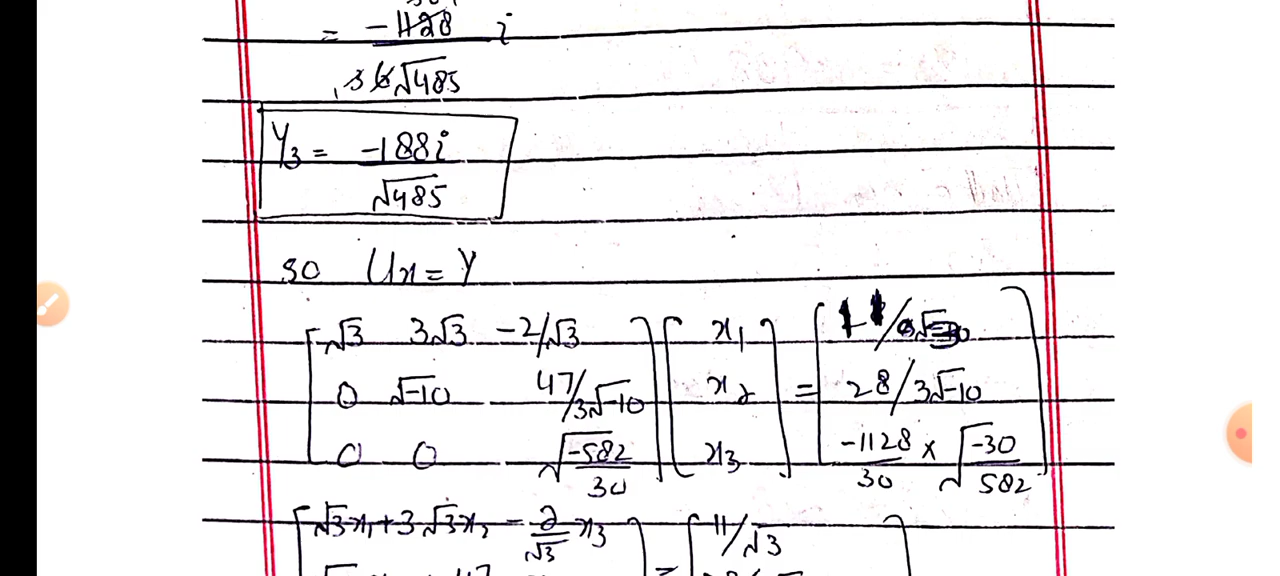 = -1128 i
36√485
Y3 = -188i
√485
so Ux = Y
[√3 3√3 -2/√3] [x1] = [11/√3]
[0 √-10 47/3√-10] [x2] = [28/3√-10]
[0 0 √-582/30] [x3] = [-1128/30 × √-30/582]
[√3x1 + 3√3x2 - 2/√3 x3] = [11/√3]